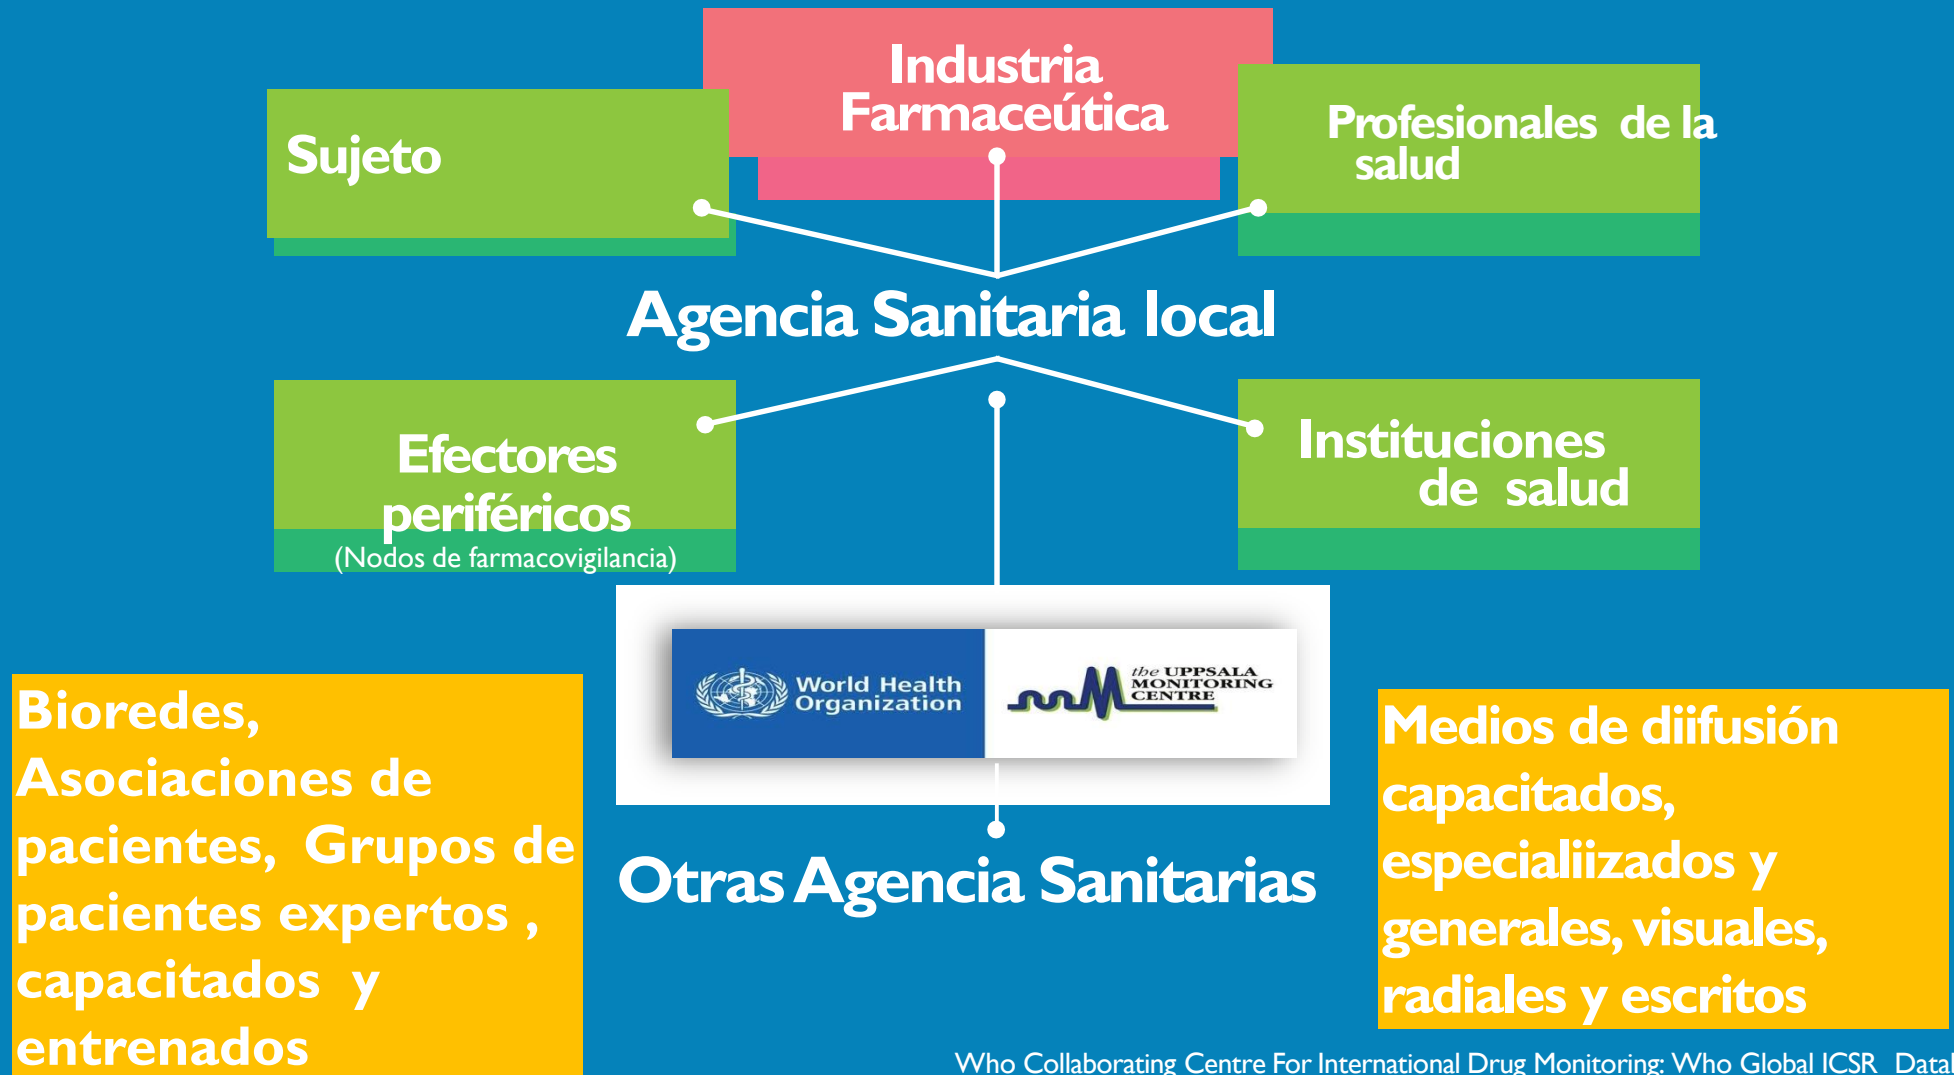 Industria
Farmaceútica
Sujeto
Profesionales de la
salud
Agencia Sanitaria local
Efectores
periféricos
(Nodos de farmacovigilancia)
Instituciones
de salud
World Health
Organization
the UPPSALA
MONITORING
CENTRE
Bioredes,
Asociaciones de
pacientes, Grupos de
pacientes expertos ,
capacitados y
entrenados
Otras Agencia Sanitarias
Medios de diifusión
capacitados,
especialiizados y
generales, visuales,
radiales y escritos
Who Collaborating Centre For International Drug Monitoring: Who Global ICSR